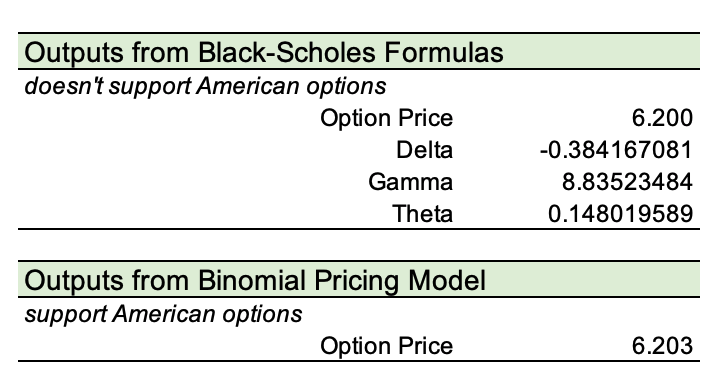 Outputs from Black-Scholes Formulas
doesn't support American options
Option Price 6.200
Delta -0.384167081
Gamma 8.83523484
Theta 0.148019589
Outputs from Binomial Pricing Model
support American options
Option Price 6.203